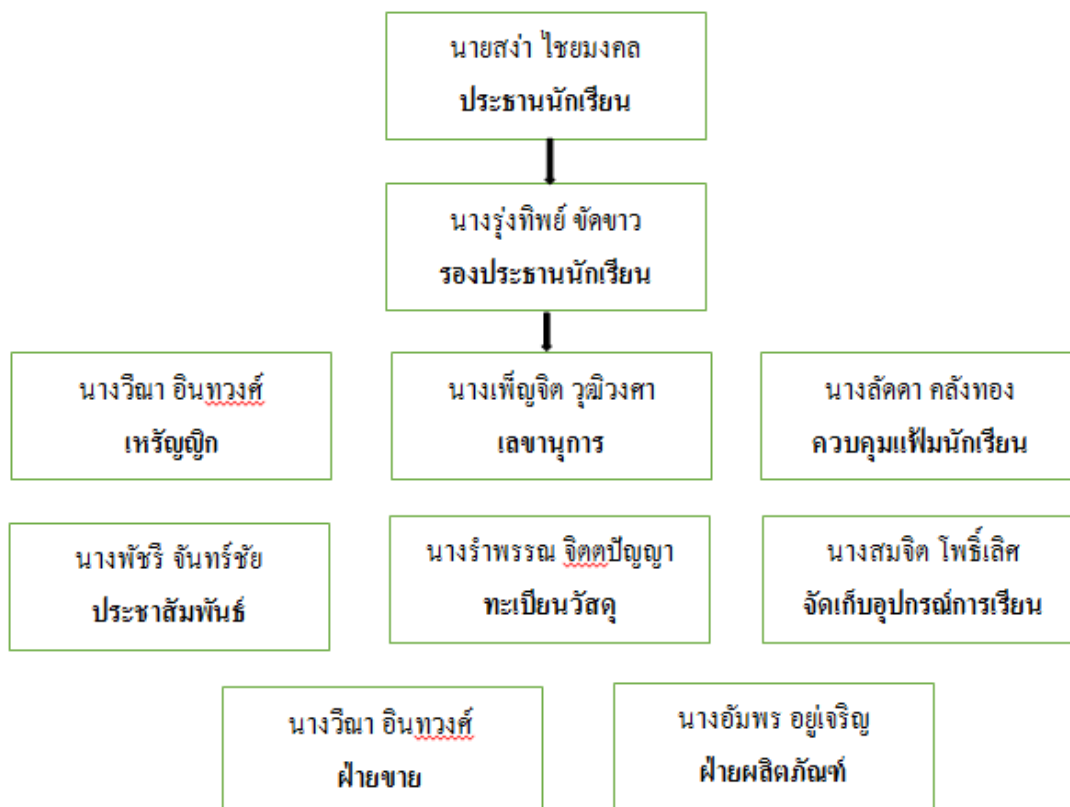 นายสง่า ไชยมงคล
ประธานนักเรียน
นางรุ่งทิพย์ ขัดขาว
รองประธานนักเรียน
นางวีณา อินทวงศ์
เหรัญญิก
นางเพ็ญจิต วุฒิวงศา
เลขานุการ
นางลัดดา คลังทอง
ควบคุมแฟ้มนักเรียน
นางพัชรี จันทร์ชัย
ประชาสัมพันธ์
นางรำพรรณ จิตตปัญญา
ทะเบียนวัสดุ
นางสมจิต โพธิ์เลิศ
จัดเก็บอุปกรณ์การเรียน
นางวีณา อินทวงศ์
ฝ่ายขาย
นางอัมพร อยู่เจริญ
ฝ่ายผลิตภัณฑ์